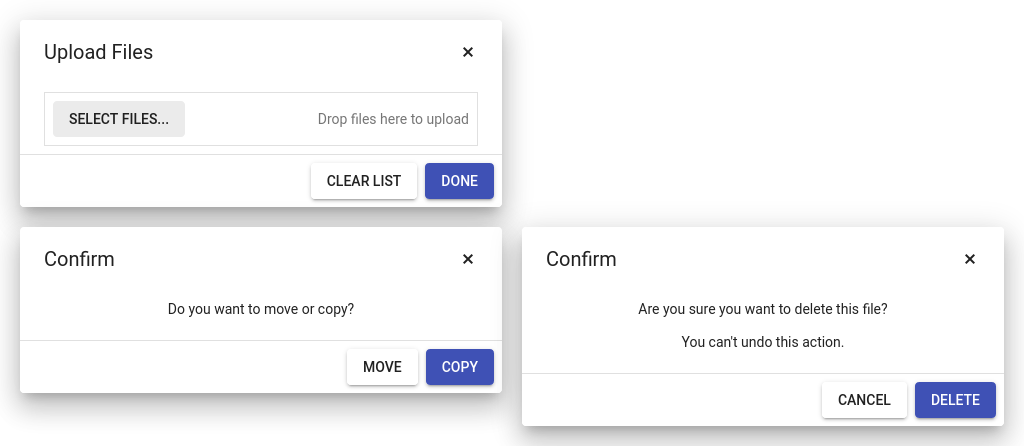 Upload Files
SELECT FILES...
Drop files here to upload
CLEAR LIST
DONE
Confirm
Do you want to move or copy?
MOVE
COPY
Confirm
Are you sure you want to delete this file?
You can't undo this action.
CANCEL
DELETE